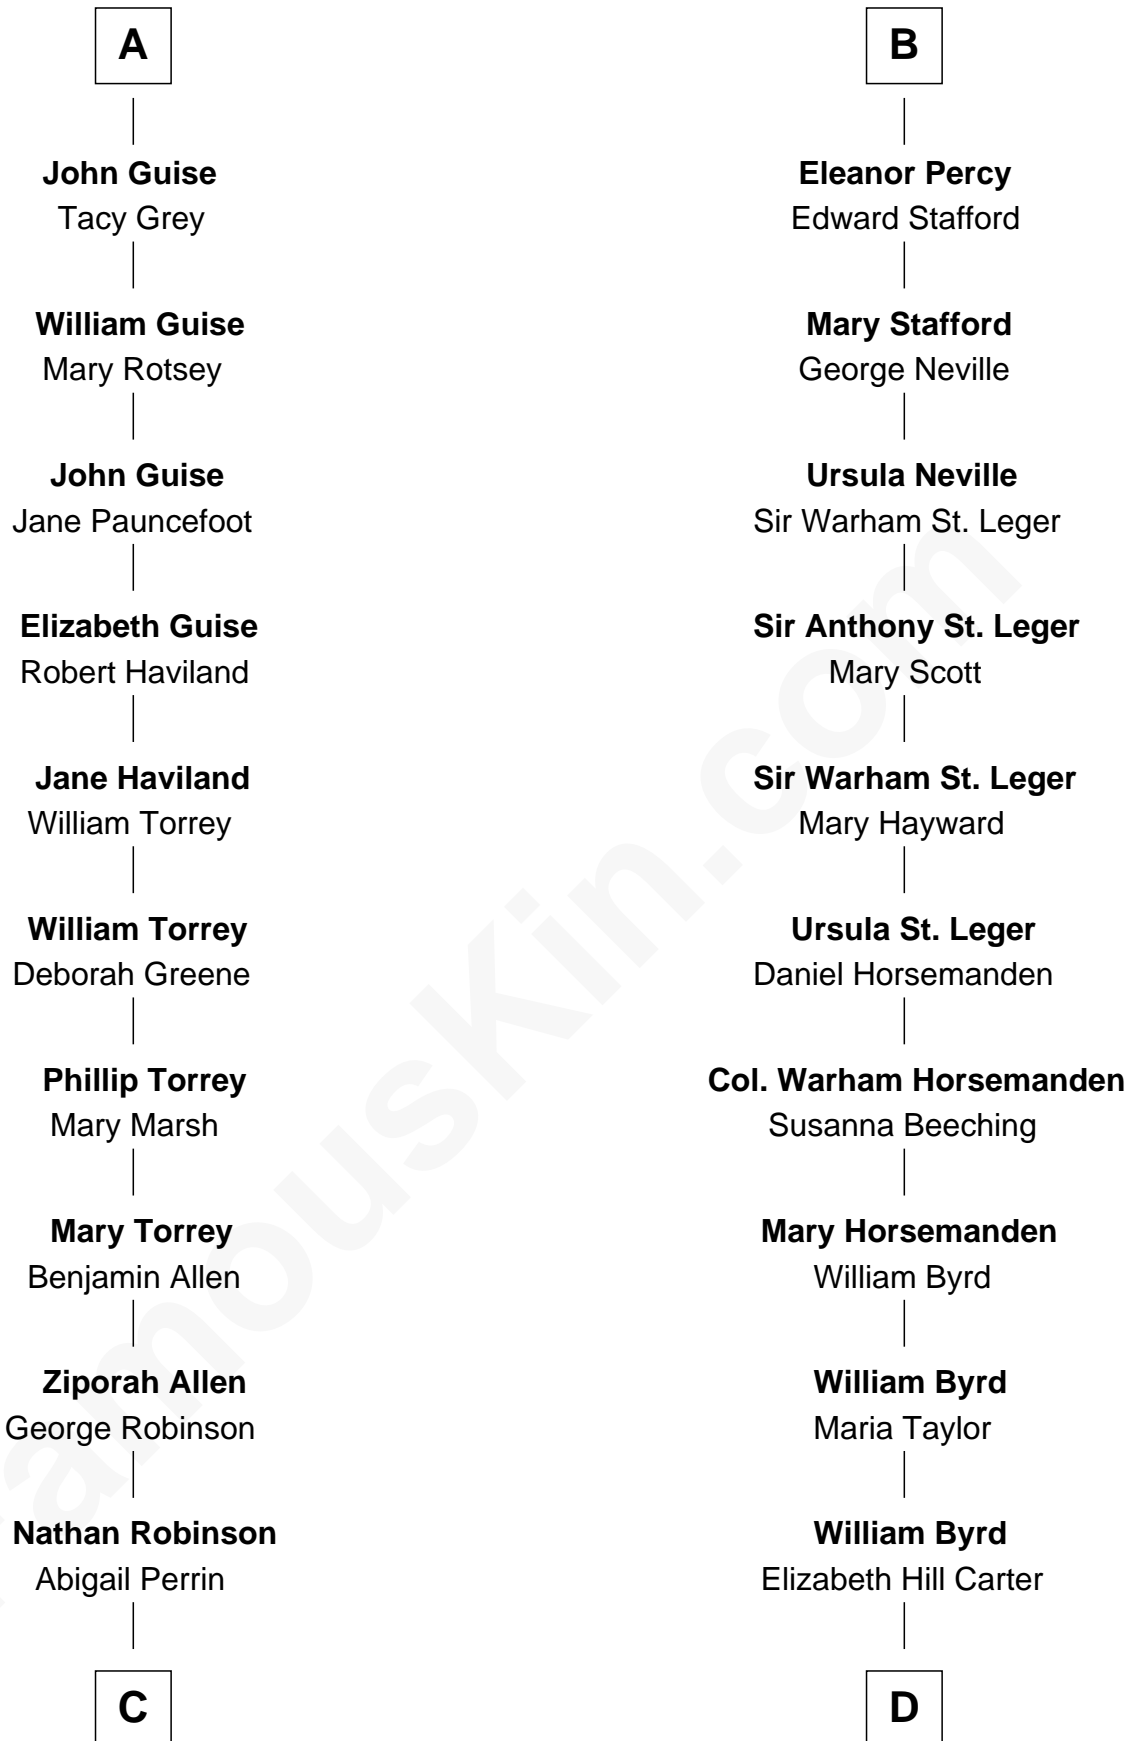 A
John Guise
Tacy Grey
William Guise
Mary Rotsey
John Guise
Jane Pauncefoot
Elizabeth Guise
Robert Haviland
Jane Haviland
William Torrey
William Torrey
Deborah Greene
Phillip Torrey
Mary Marsh
Mary Torrey
Benjamin Allen
Ziporah Allen
George Robinson
Nathan Robinson
Abigail Perrin
C
B
Eleanor Percy
Edward Stafford
Mary Stafford
George Neville
Ursula Neville
Sir Warham St. Leger
Sir Anthony St. Leger
Mary Scott
Sir Warham St. Leger
Mary Hayward
Ursula St. Leger
Daniel Horsemanden
Col. Warham Horsemanden
Susanna Beeching
Mary Horsemanden
William Byrd
William Byrd
Maria Taylor
William Byrd
Elizabeth Hill Carter
D
FamousKin.com